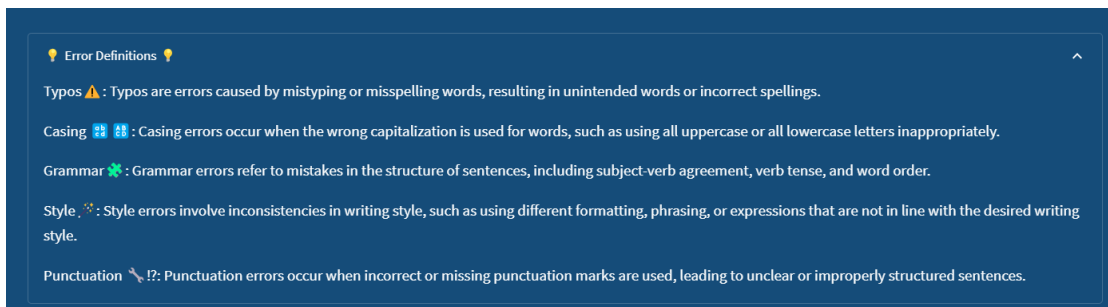 💡 Error Definitions 💡
Typos ⚠️ : Typos are errors caused by mistyping or misspelling words, resulting in unintended words or incorrect spellings.
Casing 🔡 🔠 : Casing errors occur when the wrong capitalization is used for words, such as using all uppercase or all lowercase letters inappropriately.
Grammar 🧩 : Grammar errors refer to mistakes in the structure of sentences, including subject-verb agreement, verb tense, and word order.
Style 🪄 : Style errors involve inconsistencies in writing style, such as using different formatting, phrasing, or expressions that are not in line with the desired writing
style.
Punctuation 🔧 !?: Punctuation errors occur when incorrect or missing punctuation marks are used, leading to unclear or improperly structured sentences.